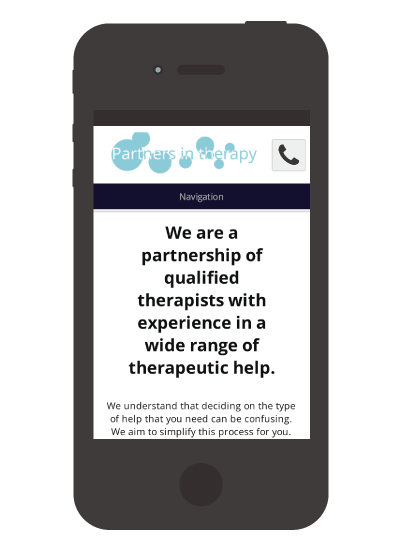 Partners in therapy
Navigation
We are a
partnership of
qualified
therapists with
experience in a
wide range of
therapeutic help.
We understand that deciding on the type
of help that you need can be confusing.
We aim to simplify this process for you.